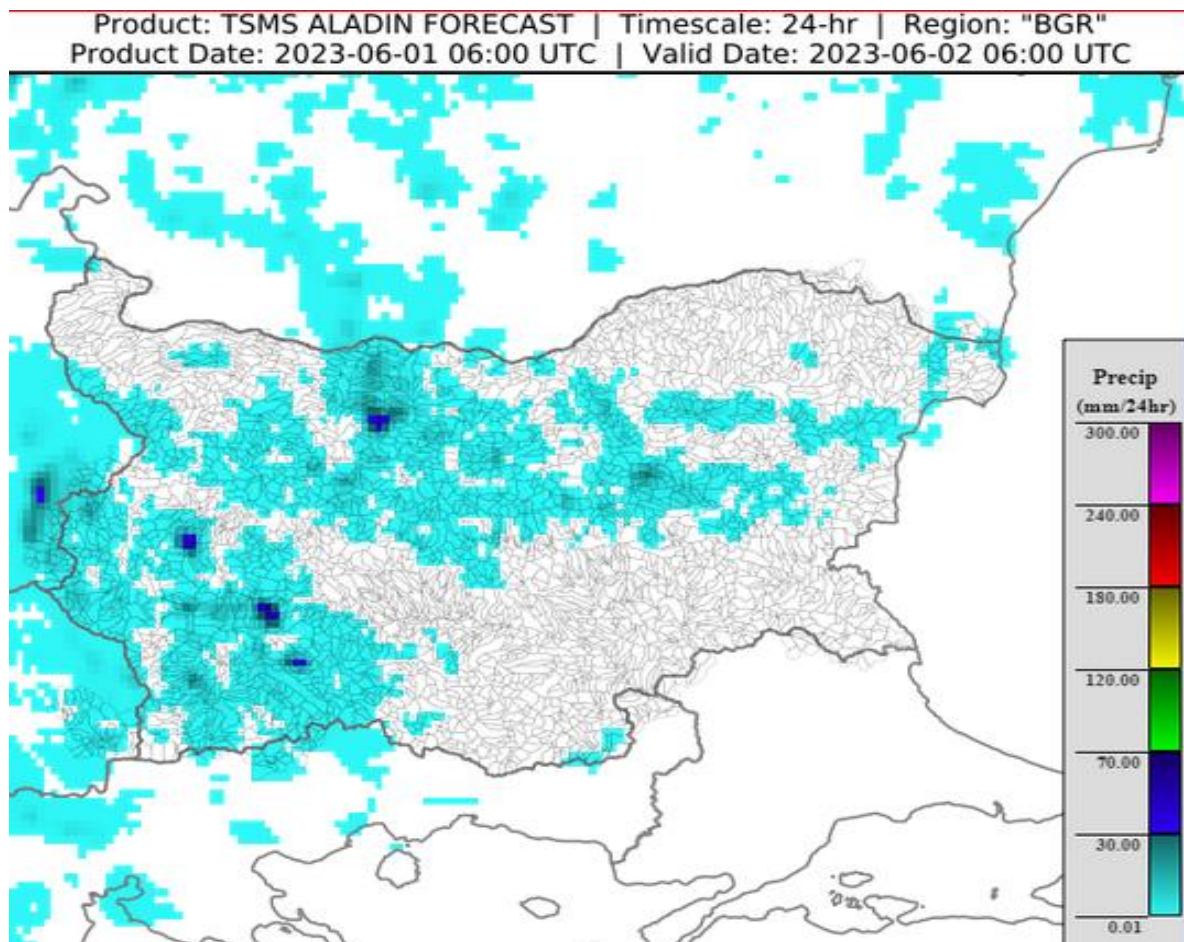 Product: TSMS ALADIN FORECAST | Timescale: 24-hr | Region: "BGR"
Product Date: 2023-06-01 06:00 UTC | Valid Date: 2023-06-02 06:00 UTC
Precip
(mm/24hr)
300.00
240.00
180.00
120.00
70.00
30.00
0.01